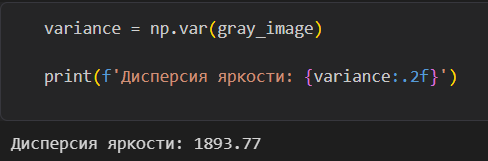 variance = np.var(gray_image)
print(f'Дисперсия яркости: {variance:.2f}')
Дисперсия яркости: 1893.77